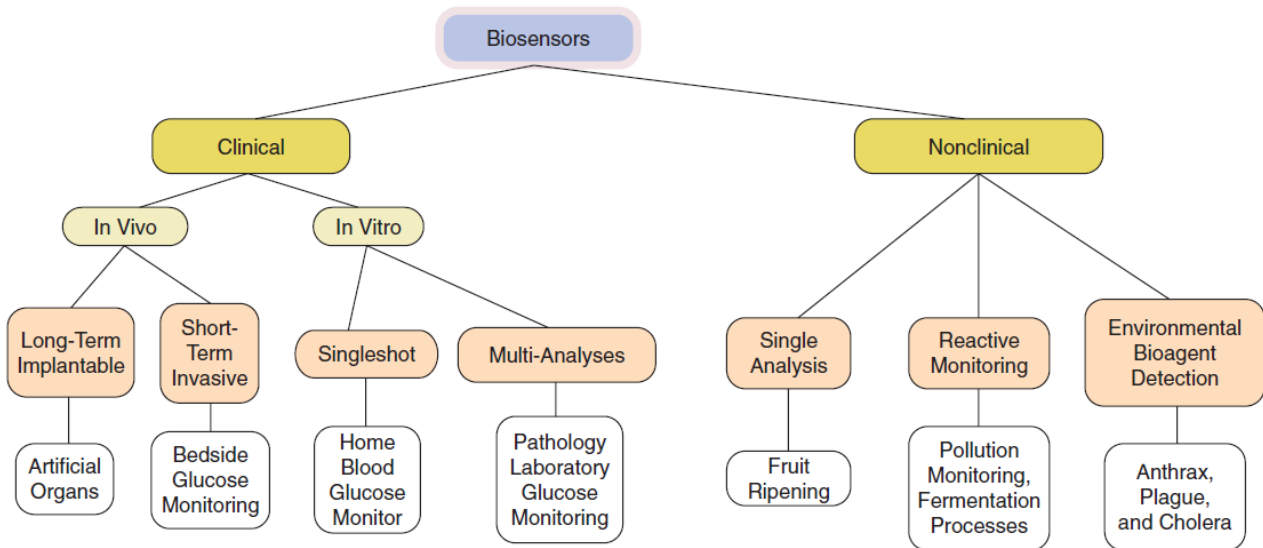 Biosensors
Clinical
Nonclinical
In Vivo
In Vitro
Long-Term
Implantable
Short-
Term
Invasive
Singleshot
Multi-Analyses
Single
Analysis
Reactive
Monitoring
Environmental
Bioagent
Detection
Artificial
Organs
Bedside
Glucose
Monitoring
Home
Blood
Glucose
Monitor
Pathology
Laboratory
Glucose
Monitoring
Fruit
Ripening
Pollution
Monitoring,
Fermentation
Processes
Anthrax,
Plague,
and Cholera